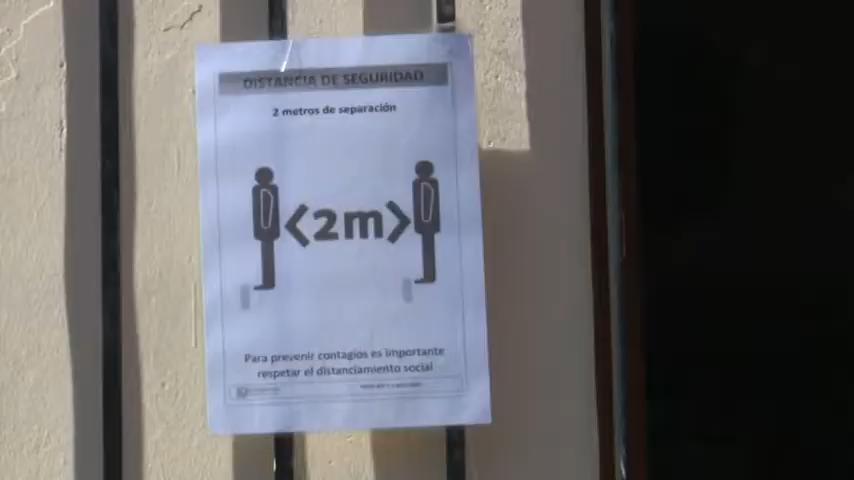 DISTANCIA DE SEGURIDAD
2 metros de separación
<2m>
Para prevenir contagios es importante
respetar el distanciamiento social